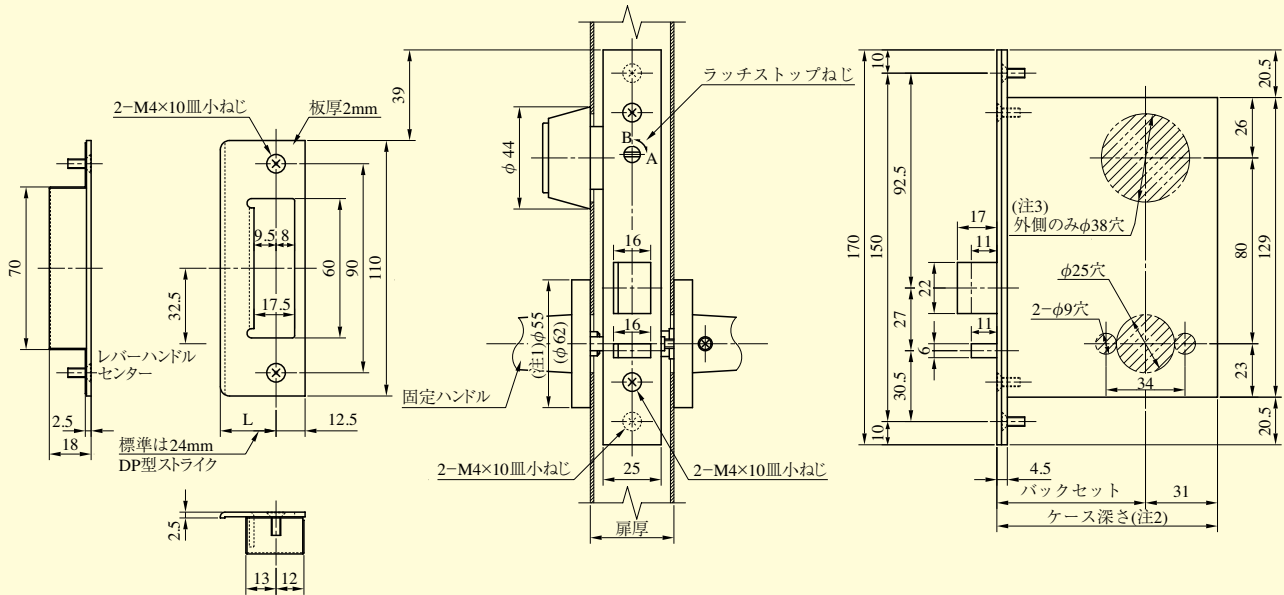 2−M4×10皿小ねじ
板厚2mm
70
レバーハンドル
センター
2.5
18
32.5
9.5
8
17.5
60
90
110
39
L
12.5
標準は24mm
DP型ストライク
2.5
13
12
φ44
ラッチストップねじ
B
A
16
16
(注1)φ55
(φ62)
固定ハンドル
2−M4×10皿小ねじ
2−M4×10皿小ねじ
25
扉厚
10
170
150
92.5
27
30.5
10
17
11
22
11
6
(注3)
外側のみφ38穴
φ25穴
2−φ9穴
34
20.5
26
80
129
23
20.5
4.5
バックセット
31
ケース深さ(注2)